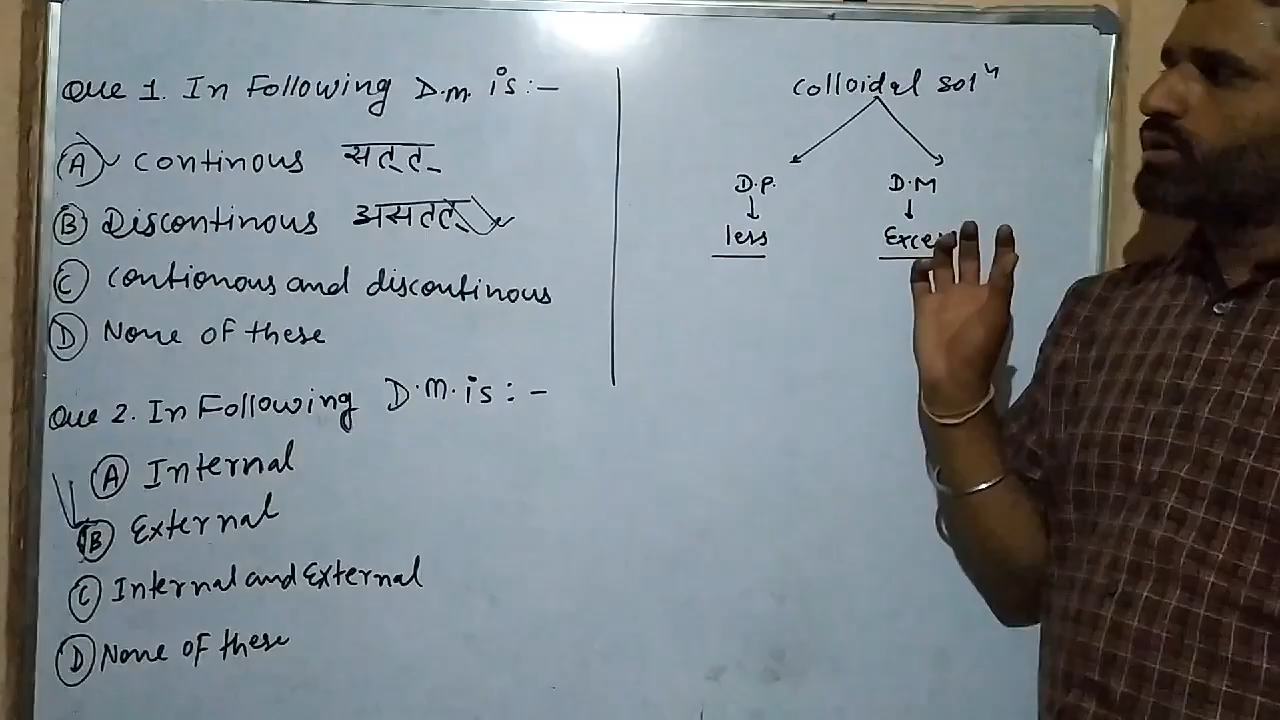 Que 1. In Following D.M. is :-
(A) Continous सतत्
(B) Discontinous असतत्
(C) Contionous and discontinous
(D) None of these
Que 2. In Following D.M. is :-
(A) Internal
(B) External
(C) Internal and External
(D) None of these
Colloidal solⁿ
D.P. D.M
less